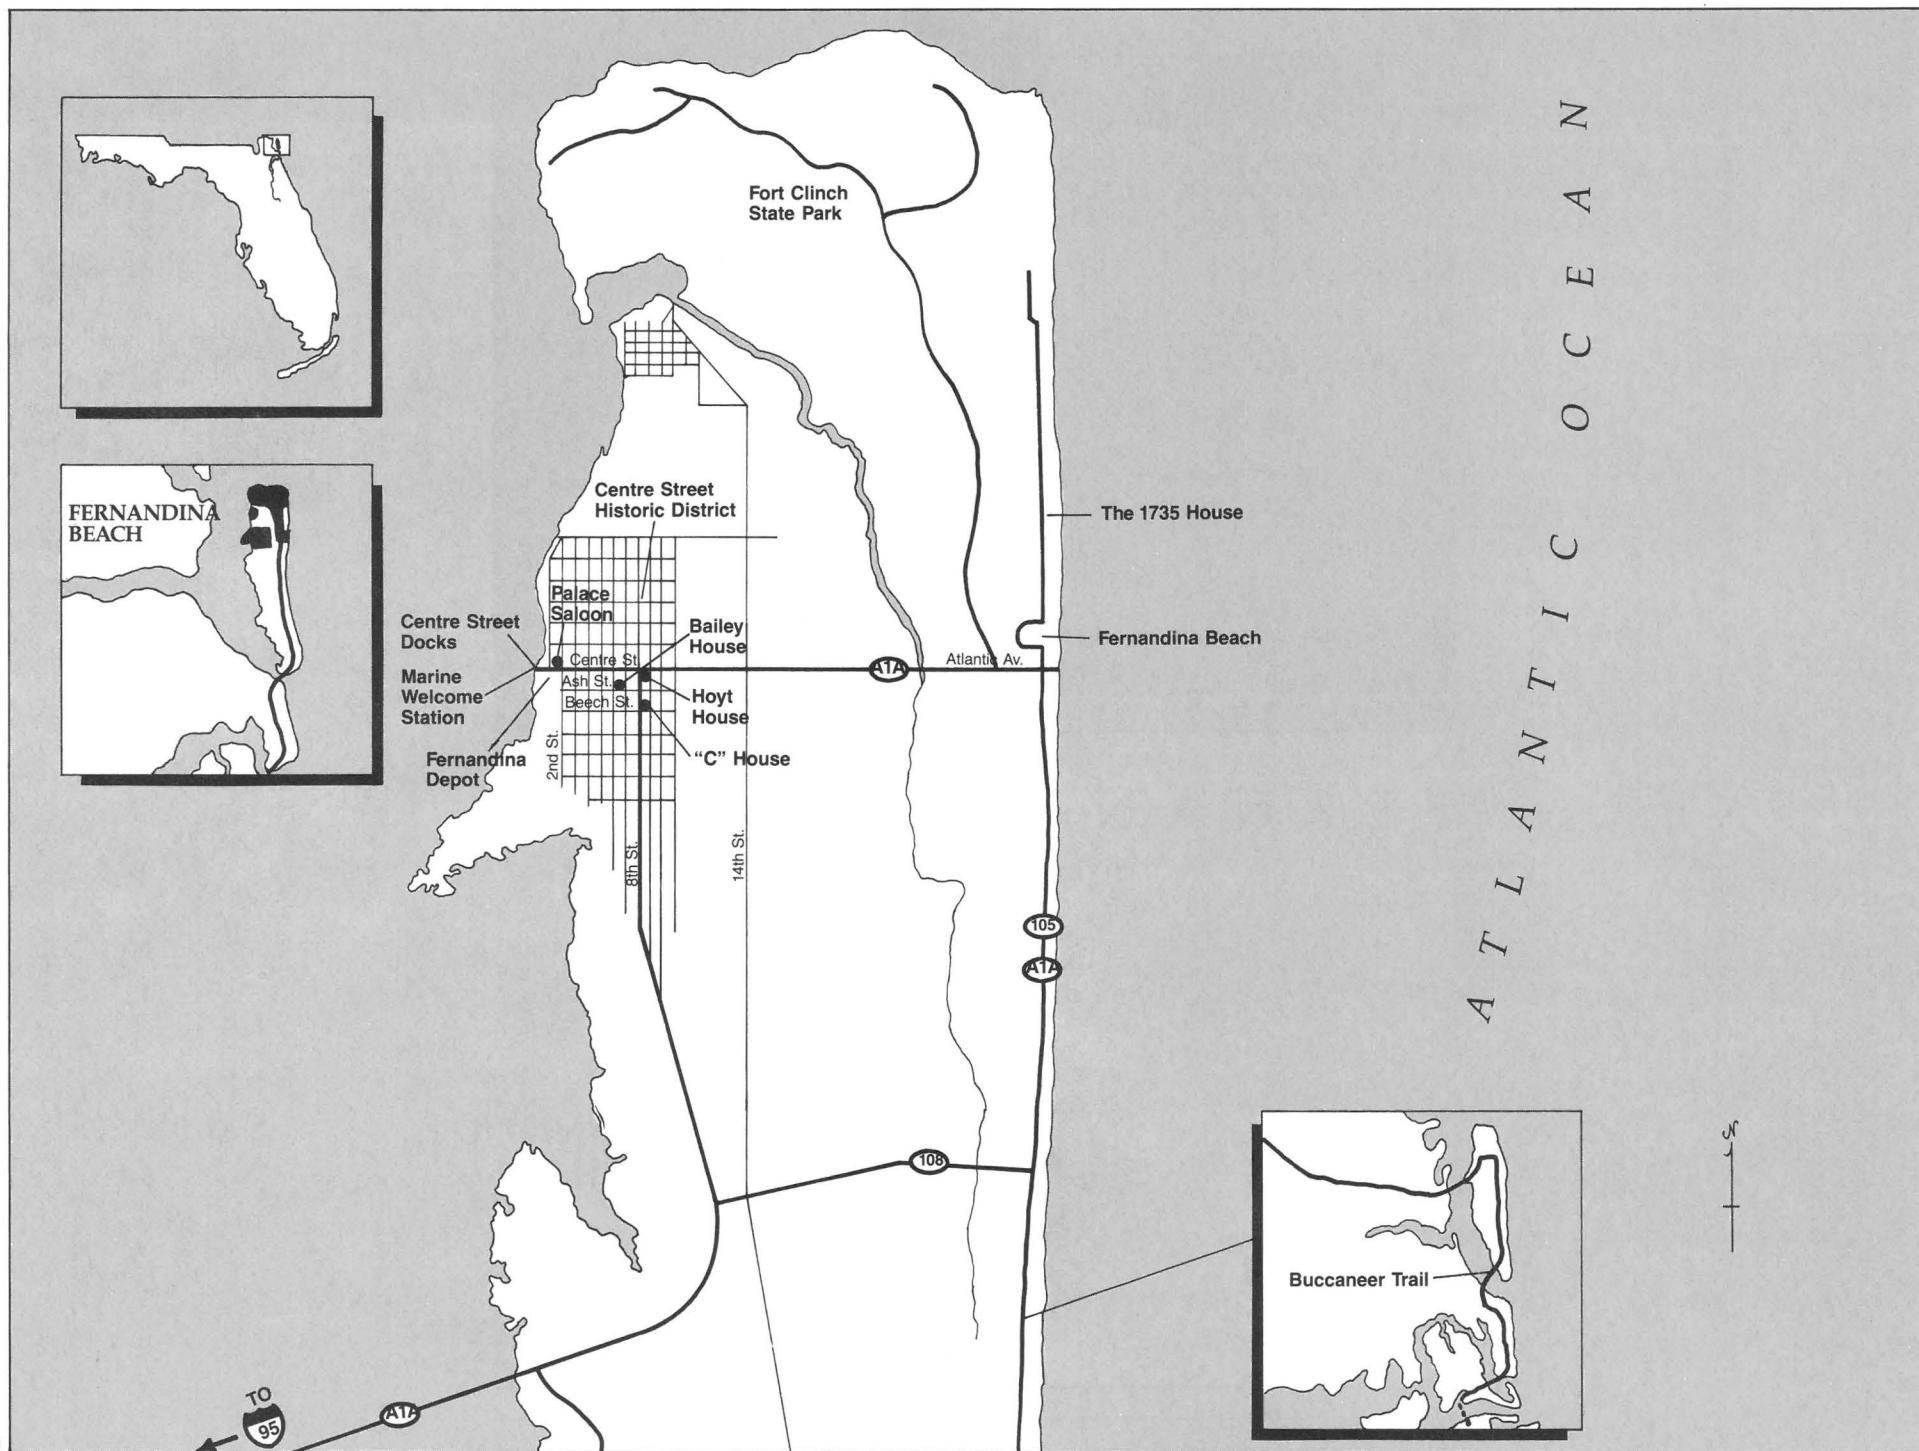 Fort Clinch
State Park
ATLANTIC OCEAN
FERNANDINA
BEACH
Centre Street
Historic District
The 1735 House
Palace
Saloon
Centre Street
Docks
Bailey
House
Fernandina Beach
Centre St.
A1A
Atlantic Av.
Marine
Welcome
Station
Ash St.
Beech St.
Hoyt
House
Fernandina
Depot
2nd St.
"C" House
8th St.
14th St.
105
A1A
108
N
Buccaneer Trail
TO
95
A1A